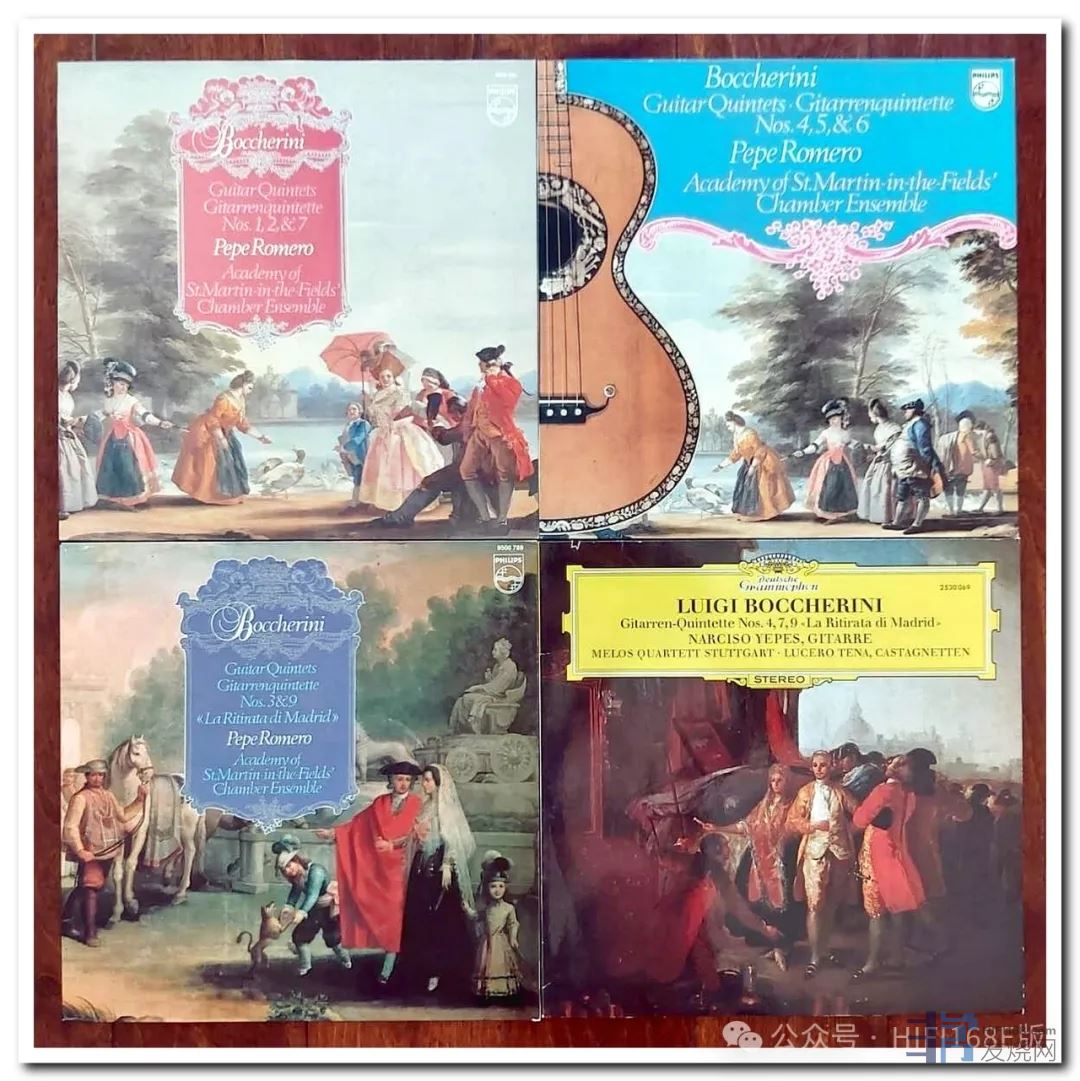 PHILIPS
Boccherini
Guitar Quintets
Gitarrenquintette
Nos. 1, 2, & 7
Pepe Romero
Academy of
St. Martin-in-the-Fields'
Chamber Ensemble
PHILIPS
Boccherini
Guitar Quintets · Gitarrenquintette
Nos. 4, 5, & 6
Pepe Romero
Academy of St. Martin-in-the-Fields'
Chamber Ensemble
9500 789
PHILIPS
Boccherini
Guitar Quintets
Gitarrenquintette
Nos. 3 & 9
«La Ritirata di Madrid»
Pepe Romero
Academy of
St. Martin-in-the-Fields'
Chamber Ensemble
Deutsche
Grammophon
2530 069
LUIGI BOCCHERINI
Gitarren-Quintette Nos. 4, 7, 9 «La Ritirata di Madrid»
NARCISO YEPES, GITARRE
MELOS QUARTETT STUTTGART · LUCERO TENA, CASTAGNETTEN
STEREO
公众号 ·
发烧网